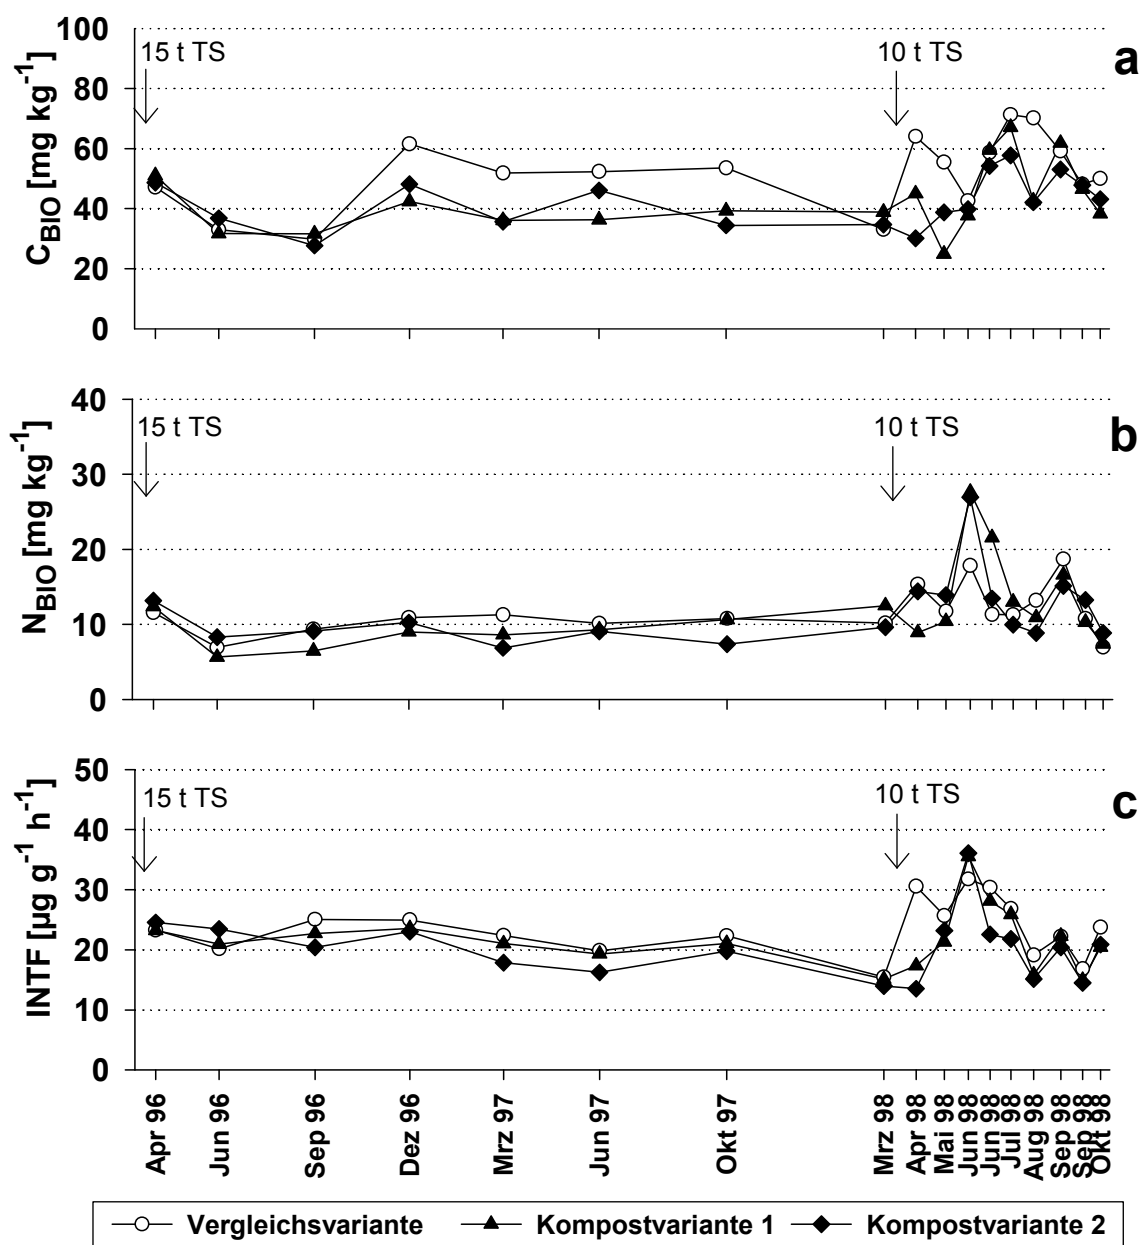 100
80
60
40
20
0
C_BIO [mg kg⁻¹]
15 t TS
10 t TS
a
40
30
20
10
0
N_BIO [mg kg⁻¹]
15 t TS
10 t TS
b
50
40
30
20
10
0
INTF [µg g⁻¹ h⁻¹]
15 t TS
10 t TS
c
Apr 96
Jun 96
Sep 96
Dez 96
Mrz 97
Jun 97
Okt 97
Mrz 98
Apr 98
Mai 98
Jun 98
Jun 98
Jul 98
Aug 98
Sep 98
Sep 98
Okt 98
Vergleichsvariante Kompostvariante 1 Kompostvariante 2